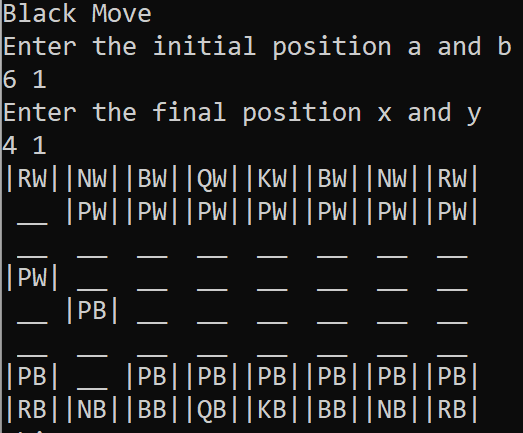 Black Move
Enter the initial position a and b
6 1
Enter the final position x and y
4 1
|RW||NW||BW||QW||KW||BW||NW||RW|
 __ |PW||PW||PW||PW||PW||PW||PW|
 __  __  __  __  __  __  __  __
|PW| __  __  __  __  __  __  __
 __ |PB| __  __  __  __  __  __
 __  __  __  __  __  __  __  __
|PB| __ |PB||PB||PB||PB||PB||PB|
|RB||NB||BB||QB||KB||BB||NB||RB|